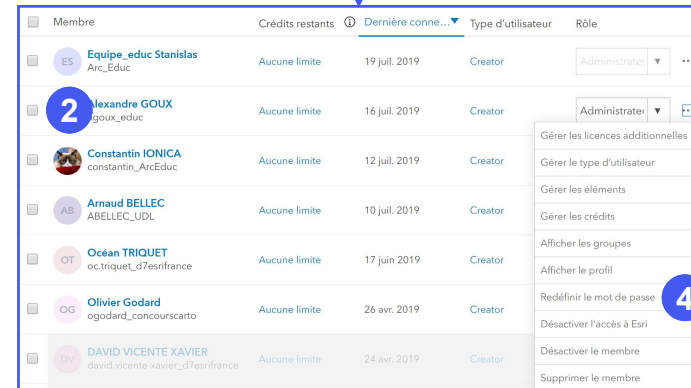 Membre Crédits restants Dernière conne... Type d'utilisateur Rôle
ES Equipe_educ Stanislas Aucune limite 19 juil. 2019 Creator Administrateu
Arc_Educ
2 Alexandre GOUX Aucune limite 16 juil. 2019 Creator Administrateu
agoux_educ
Gérer les licences additionnelles
Constantin IONICA Aucune limite 12 juil. 2019 Creator
constantin_ArcEduc
Gérer le type d'utilisateur
Gérer les éléments
AB Arnaud BELLEC Aucune limite 10 juil. 2019 Creator
ABELLEC_UDL
Gérer les crédits
Afficher les groupes
OT Océan TRIQUET Aucune limite 17 juin 2019 Creator
oc.triquet_d7esrifrance
Afficher le profil
Redéfinir le mot de passe 4
OG Olivier Godard Aucune limite 26 avr. 2019 Creator
ogodard_concourscarto
Désactiver l'accès à Esri
Désactiver le membre
DV DAVID VICENTE XAVIER Aucune limite 24 avr. 2019 Creator
david.vicente-xavier_d7esrifrance
Supprimer le membre